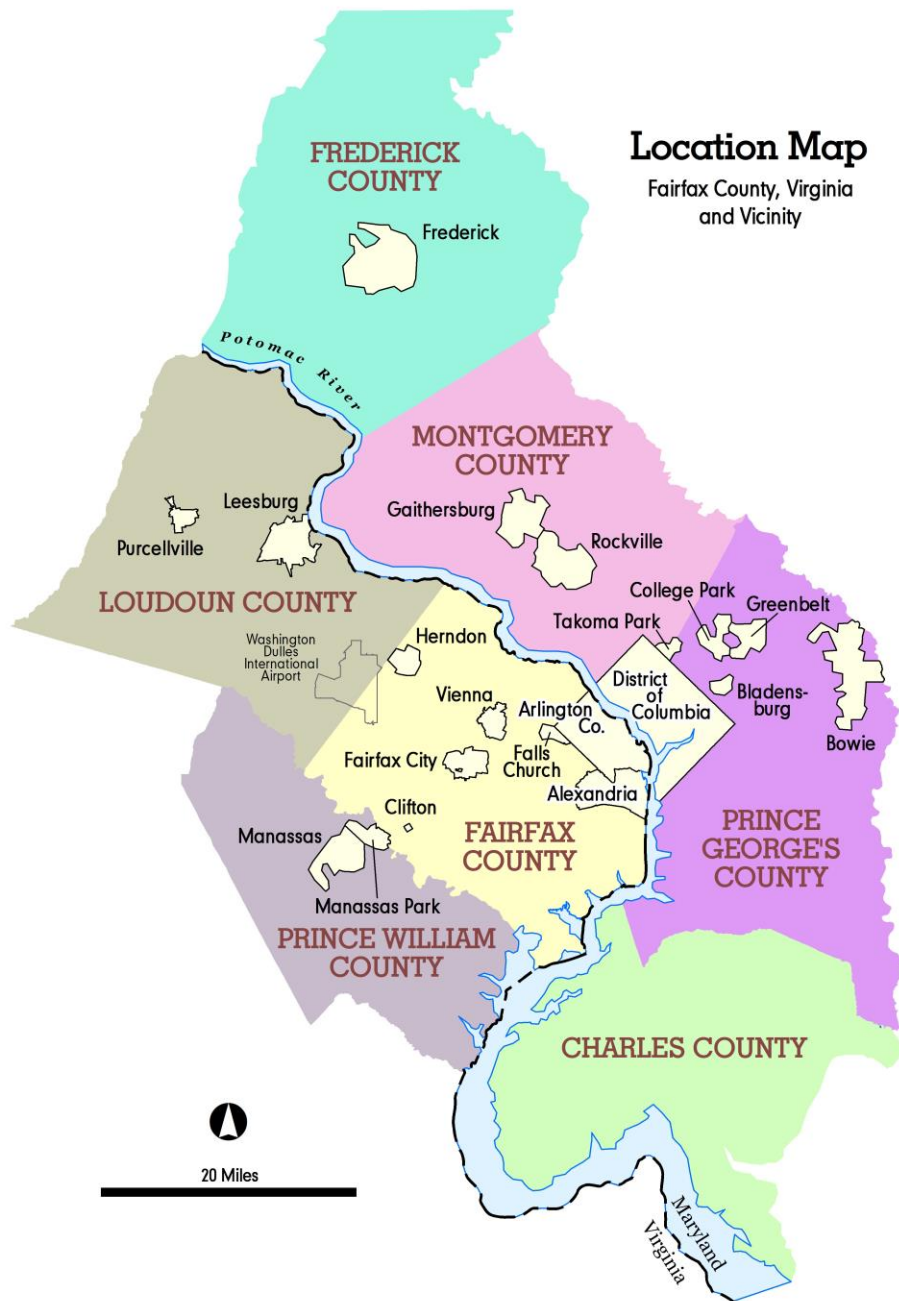 Location Map
Fairfax County, Virginia
and Vicinity
FREDERICK
COUNTY
Frederick
Potomac River
MONTGOMERY
COUNTY
Gaithersburg
Rockville
Leesburg
Purcellville
LOUDOUN COUNTY
Washington
Dulles
International
Airport
Herndon
Takoma Park
College Park
Greenbelt
District
of
Columbia
Bladens-
burg
Bowie
Vienna
Arlington
Co.
Falls
Church
Fairfax City
Alexandria
Clifton
Manassas
Manassas Park
FAIRFAX
COUNTY
PRINCE
GEORGE'S
COUNTY
PRINCE WILLIAM
COUNTY
CHARLES COUNTY
20 Miles
Maryland
Virginia